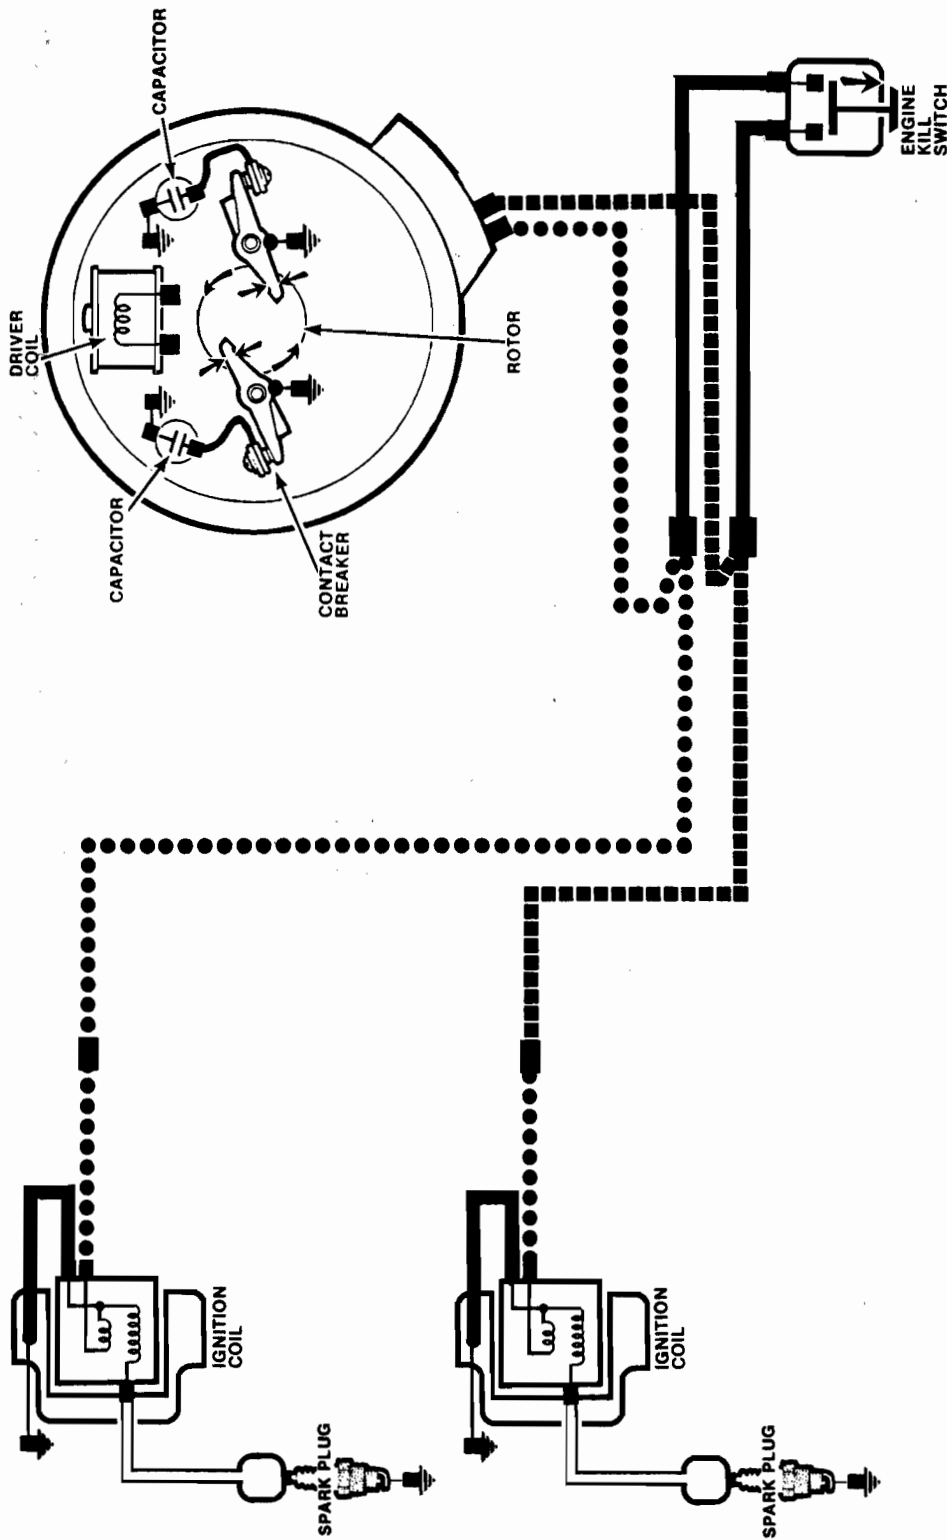 CAPACITOR
DRIVER
COIL
CAPACITOR
ROTOR
CONTACT
BREAKER
ENGINE
KILL
SWITCH
IGNITION
COIL
SPARK PLUG
IGNITION
COIL
SPARK PLUG